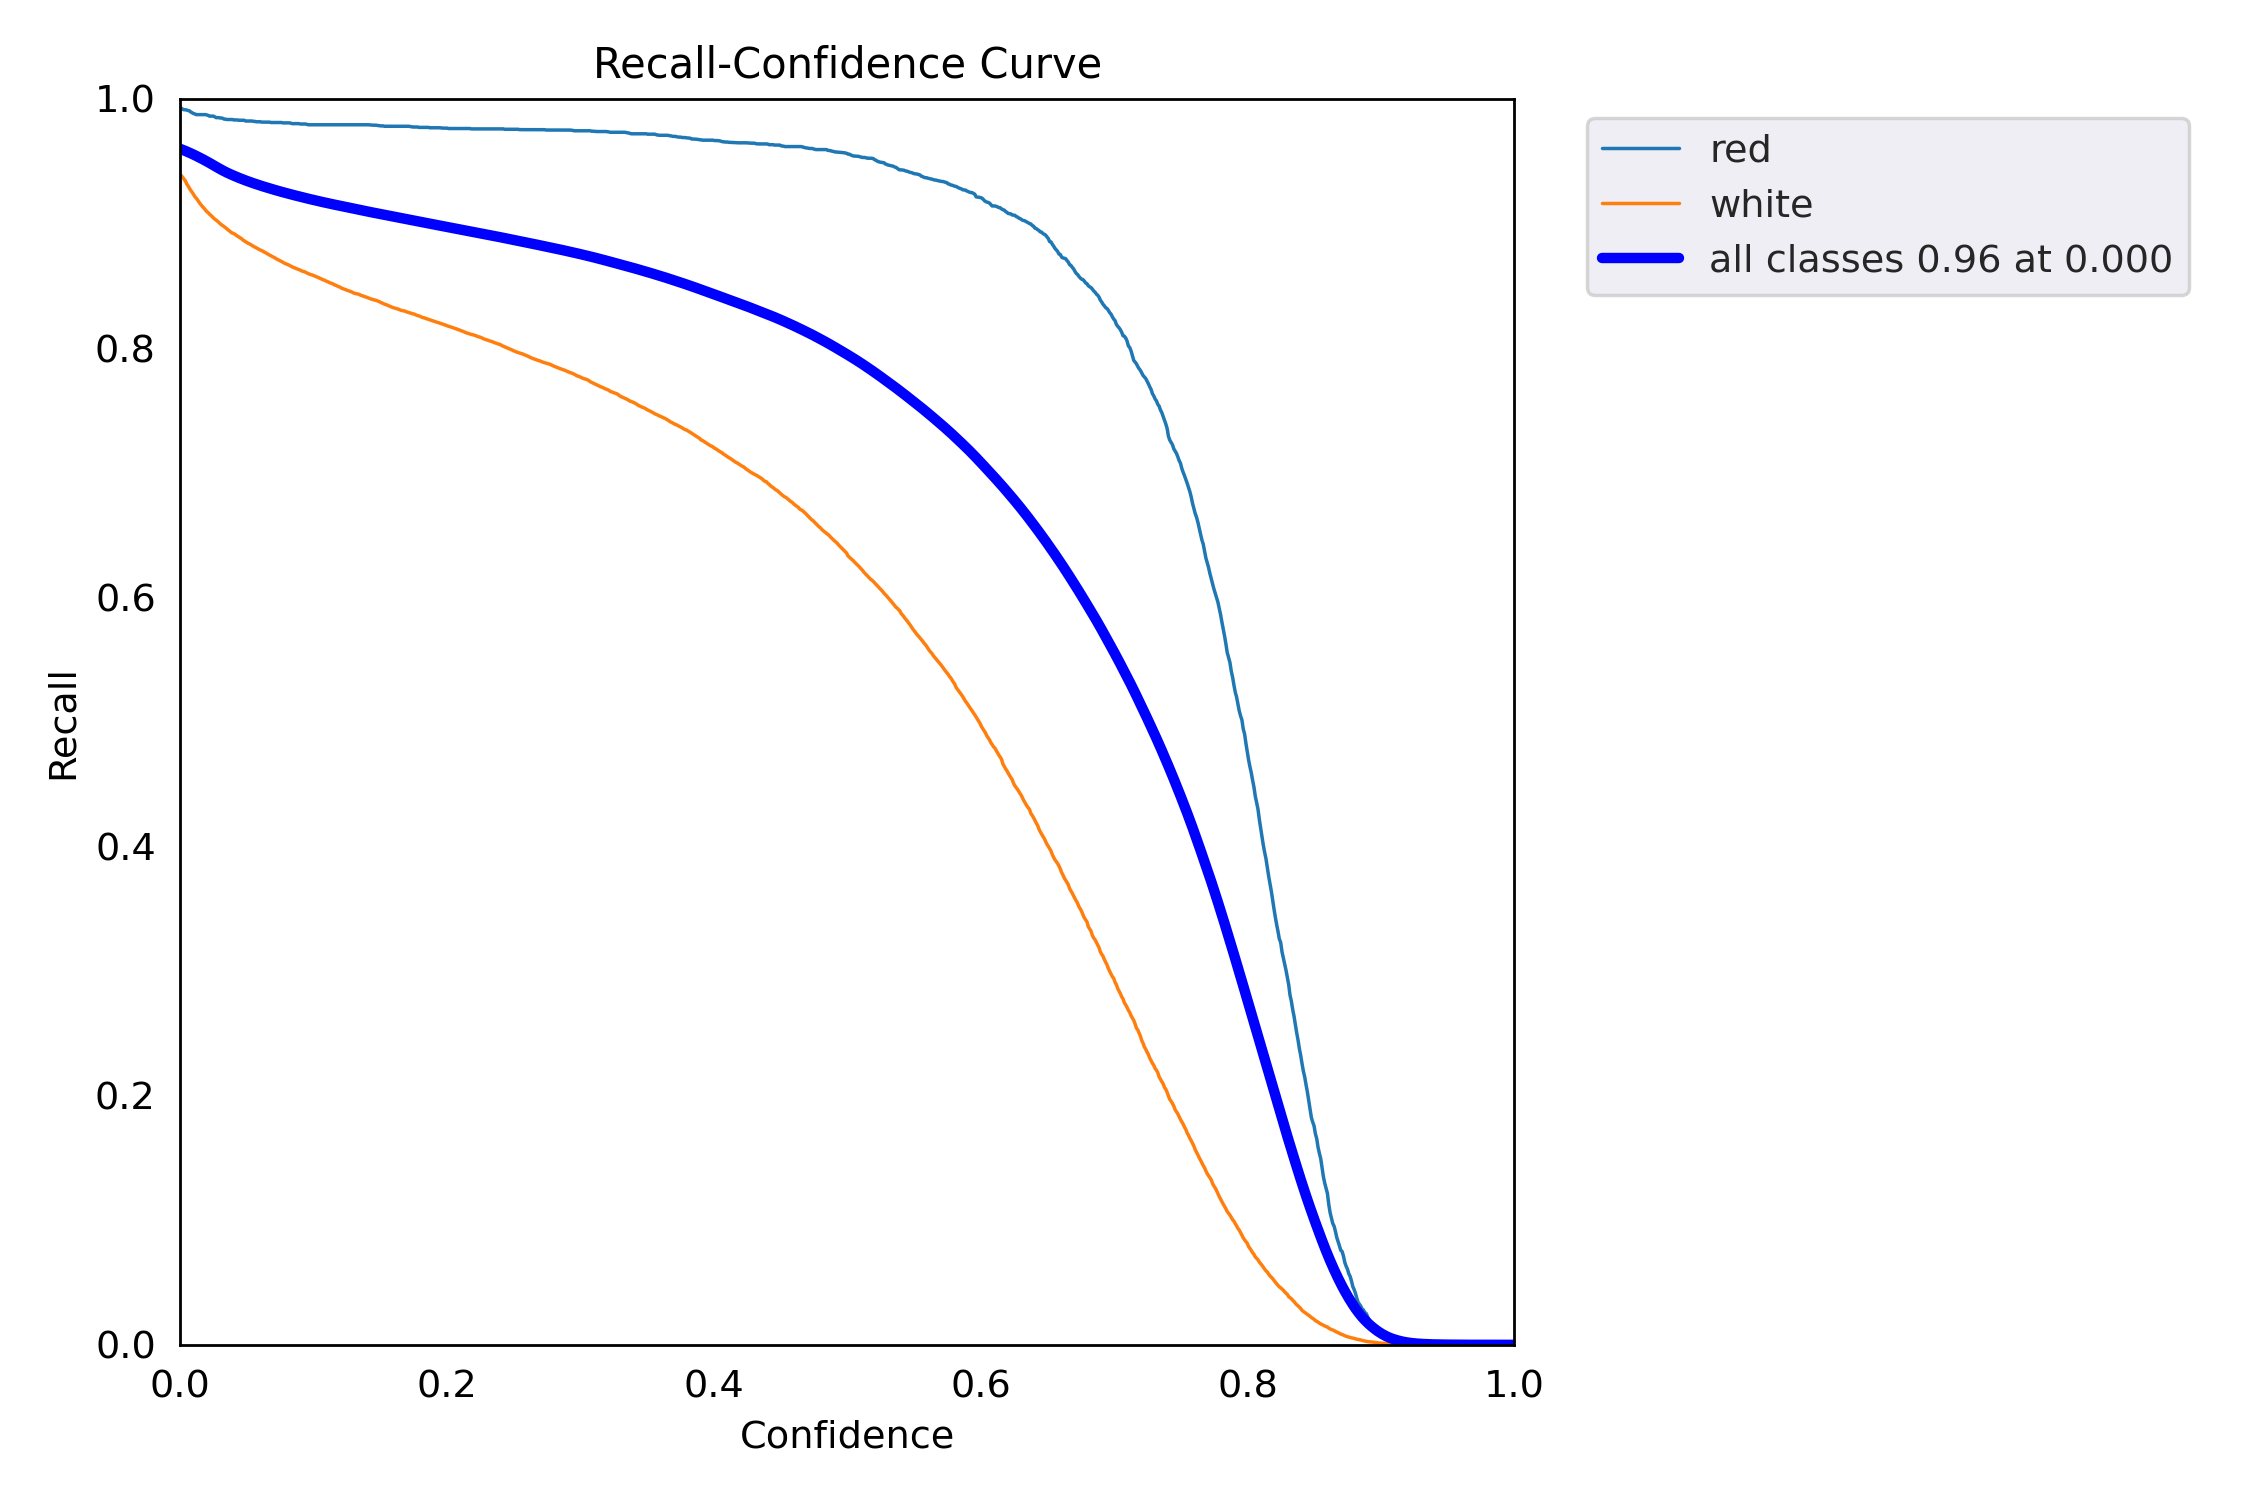 Recall-Confidence Curve
1.0
0.8
0.6
0.4
0.2
0.0
Recall
0.0 0.2 0.4 0.6 0.8 1.0
Confidence
red
white
all classes 0.96 at 0.000